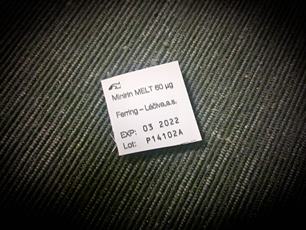 Minirin MELT 60 µg
Ferring – Léčiva,a.s.
EXP: 03 2022
Lot: P14102A